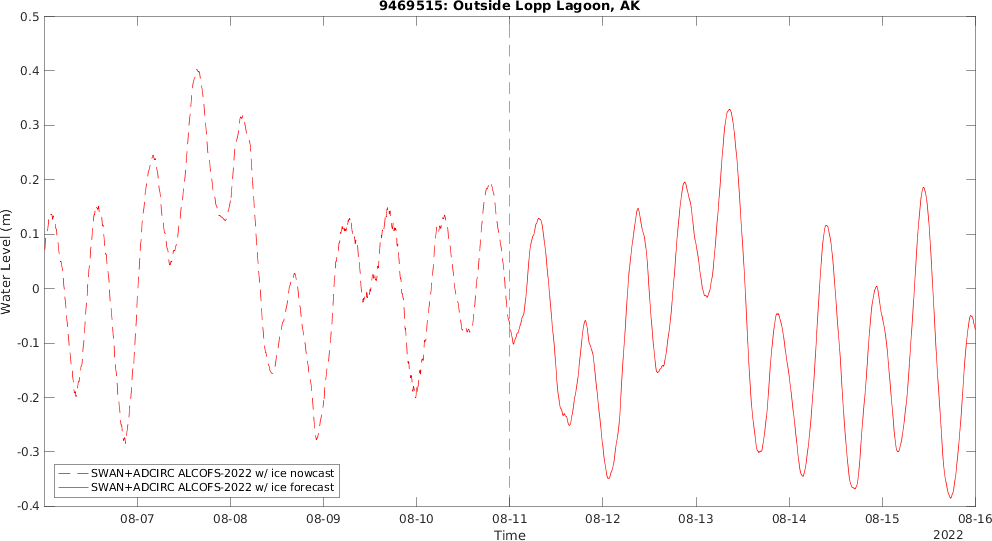 9469515: Outside Lopp Lagoon, AK
Water Level (m)
0.5
0.4
0.3
0.2
0.1
0
-0.1
-0.2
-0.3
-0.4
SWAN+ADCIRC ALCOFS-2022 w/ ice nowcast
SWAN+ADCIRC ALCOFS-2022 w/ ice forecast
08-07 08-08 08-09 08-10 08-11 08-12 08-13 08-14 08-15 08-16
Time
2022